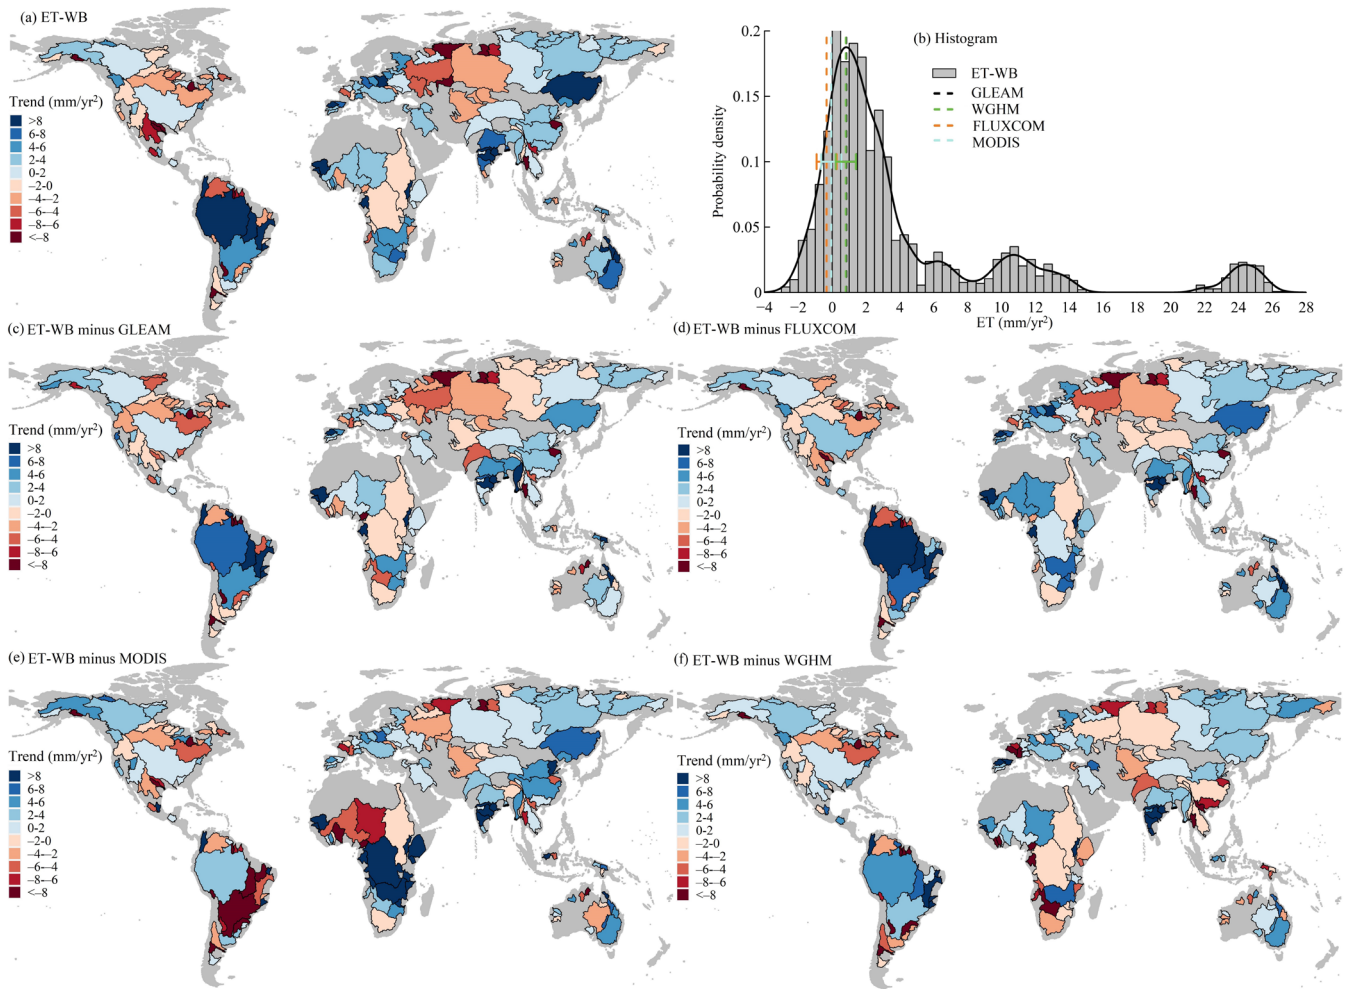 (a) ET-WB
Trend (mm/yr²)
>8
6-8
4-6
2-4
0-2
−2-0
−4-−2
−6-−4
−8-−6
<−8
(b) Histogram
ET-WB
GLEAM
WGHM
FLUXCOM
MODIS
Probability density
0.2
0.15
0.1
0.05
0
−4 −2 0 2 4 6 8 10 12 14 16 18 20 22 24 26 28
ET (mm/yr²)
(c) ET-WB minus GLEAM
Trend (mm/yr²)
>8
6-8
4-6
2-4
0-2
−2-0
−4-−2
−6-−4
−8-−6
<−8
(d) ET-WB minus FLUXCOM
Trend (mm/yr²)
>8
6-8
4-6
2-4
0-2
−2-0
−4-−2
−6-−4
−8-−6
<−8
(e) ET-WB minus MODIS
Trend (mm/yr²)
>8
6-8
4-6
2-4
0-2
−2-0
−4-−2
−6-−4
−8-−6
<−8
(f) ET-WB minus WGHM
Trend (mm/yr²)
>8
6-8
4-6
2-4
0-2
−2-0
−4-−2
−6-−4
−8-−6
<−8